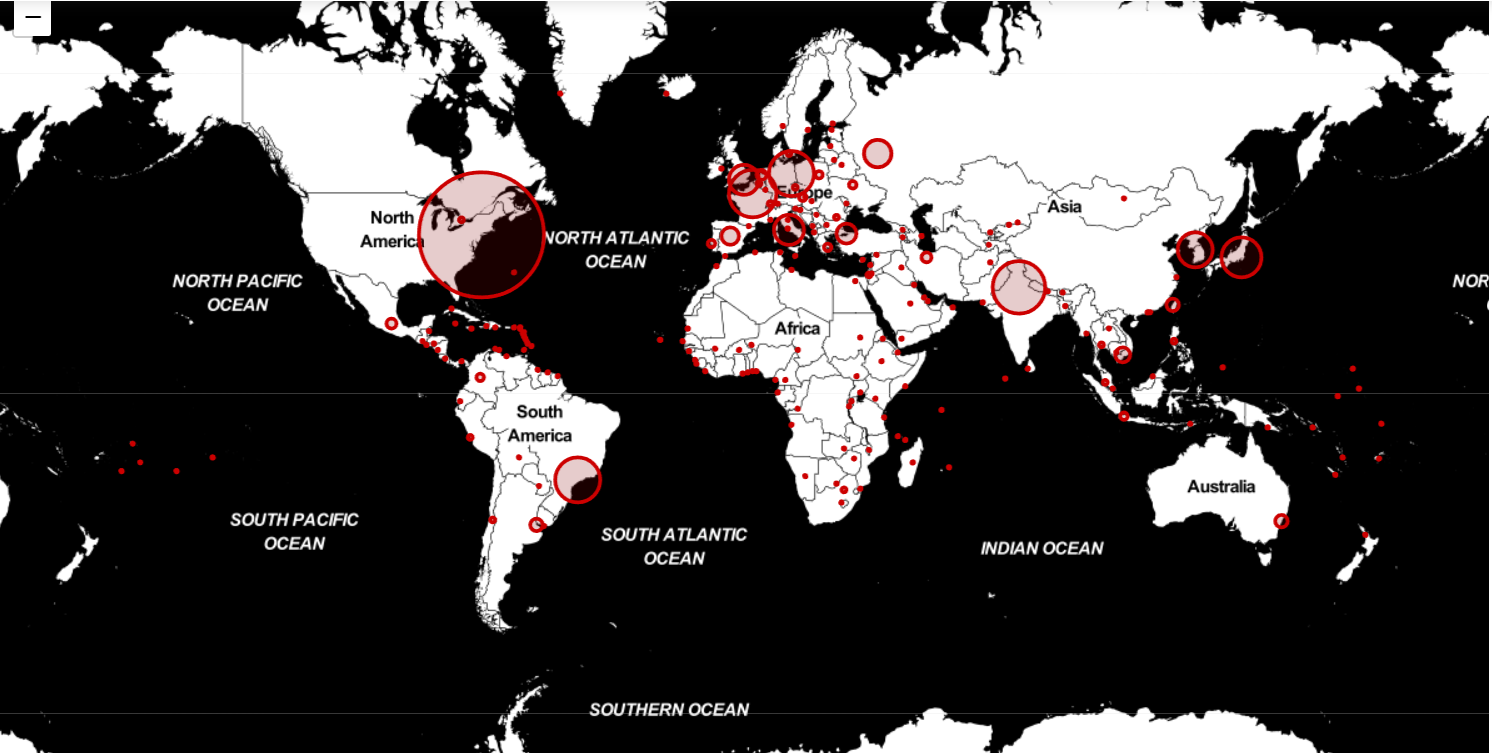 −
North
America
NORTH PACIFIC
OCEAN
NORTH ATLANTIC
OCEAN
Europe
Asia
NOR
Africa
South
America
SOUTH PACIFIC
OCEAN
SOUTH ATLANTIC
OCEAN
INDIAN OCEAN
Australia
SOUTHERN OCEAN